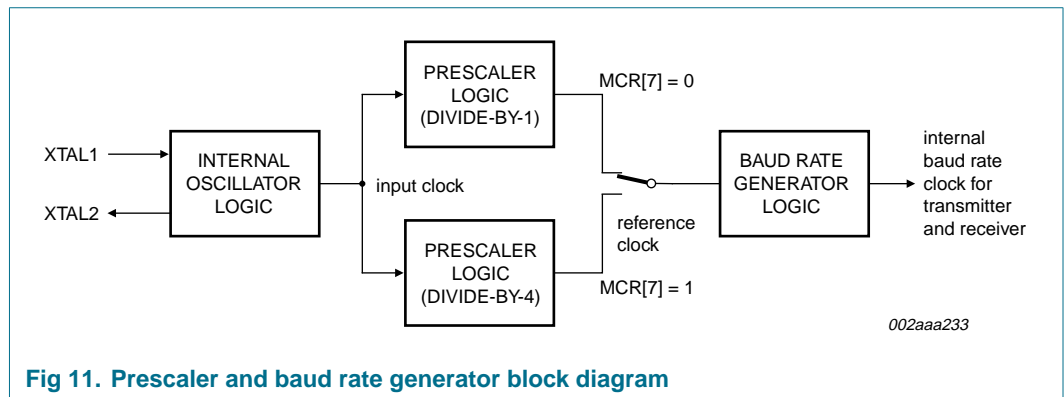 XTAL1
XTAL2
INTERNAL
OSCILLATOR
LOGIC
input clock
PRESCALER
LOGIC
(DIVIDE-BY-1)
MCR[7] = 0
PRESCALER
LOGIC
(DIVIDE-BY-4)
MCR[7] = 1
reference
clock
BAUD RATE
GENERATOR
LOGIC
internal
baud rate
clock for
transmitter
and receiver
002aaa233
Fig 11. Prescaler and baud rate generator block diagram